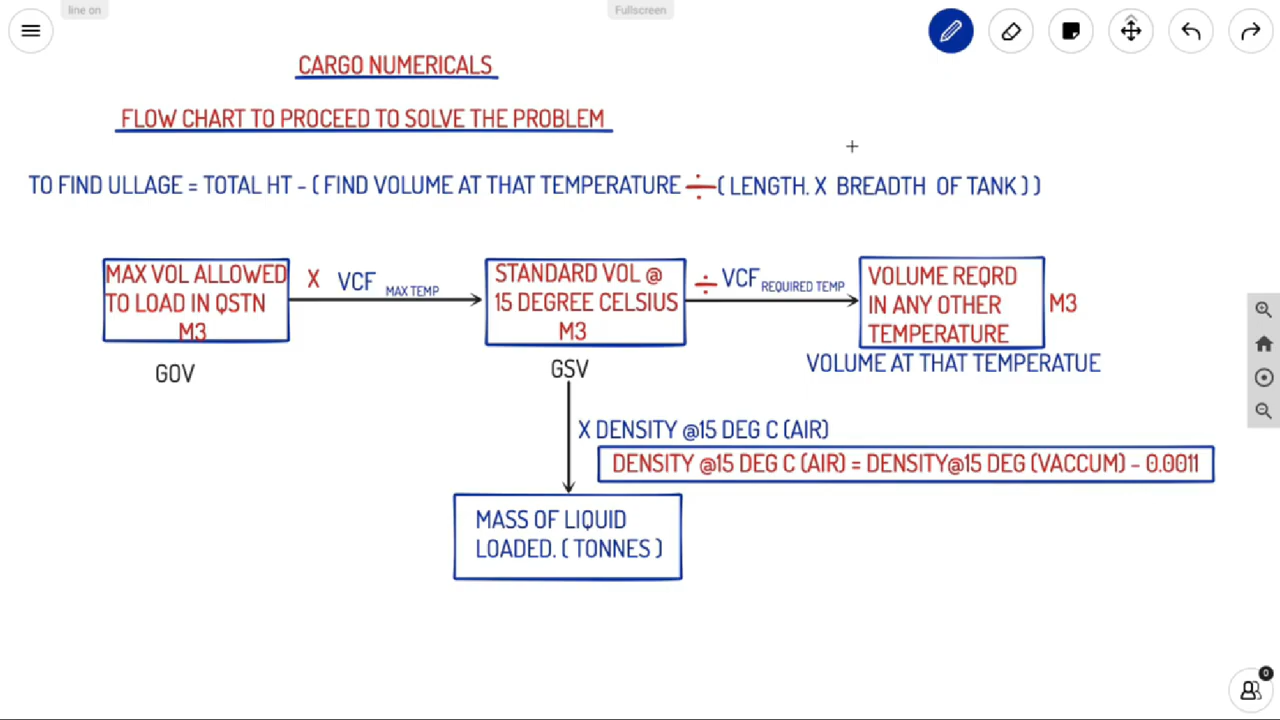 line on
Fullscreen
CARGO NUMERICALS
FLOW CHART TO PROCEED TO SOLVE THE PROBLEM
TO FIND ULLAGE = TOTAL HT - ( FIND VOLUME AT THAT TEMPERATURE ÷ ( LENGTH. X BREADTH OF TANK ) )
MAX VOL ALLOWED
TO LOAD IN QSTN
M3
GOV
X VCF MAX TEMP
STANDARD VOL @
15 DEGREE CELSIUS
M3
GSV
÷ VCF REQUIRED TEMP
VOLUME REQRD
IN ANY OTHER
TEMPERATURE
M3
VOLUME AT THAT TEMPERATUE
X DENSITY @15 DEG C (AIR)
DENSITY @15 DEG C (AIR) = DENSITY@15 DEG (VACCUM) - 0.0011
MASS OF LIQUID
LOADED. ( TONNES )
0